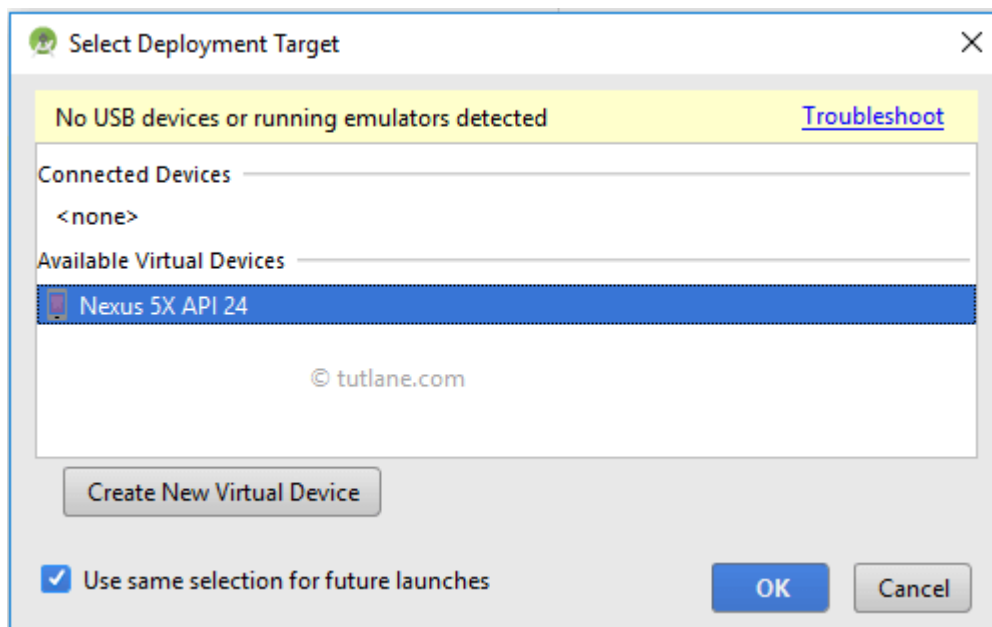 Select Deployment Target
No USB devices or running emulators detected Troubleshoot
Connected Devices
<none>
Available Virtual Devices
Nexus 5X API 24
© tutlane.com
Create New Virtual Device
Use same selection for future launches
OK Cancel